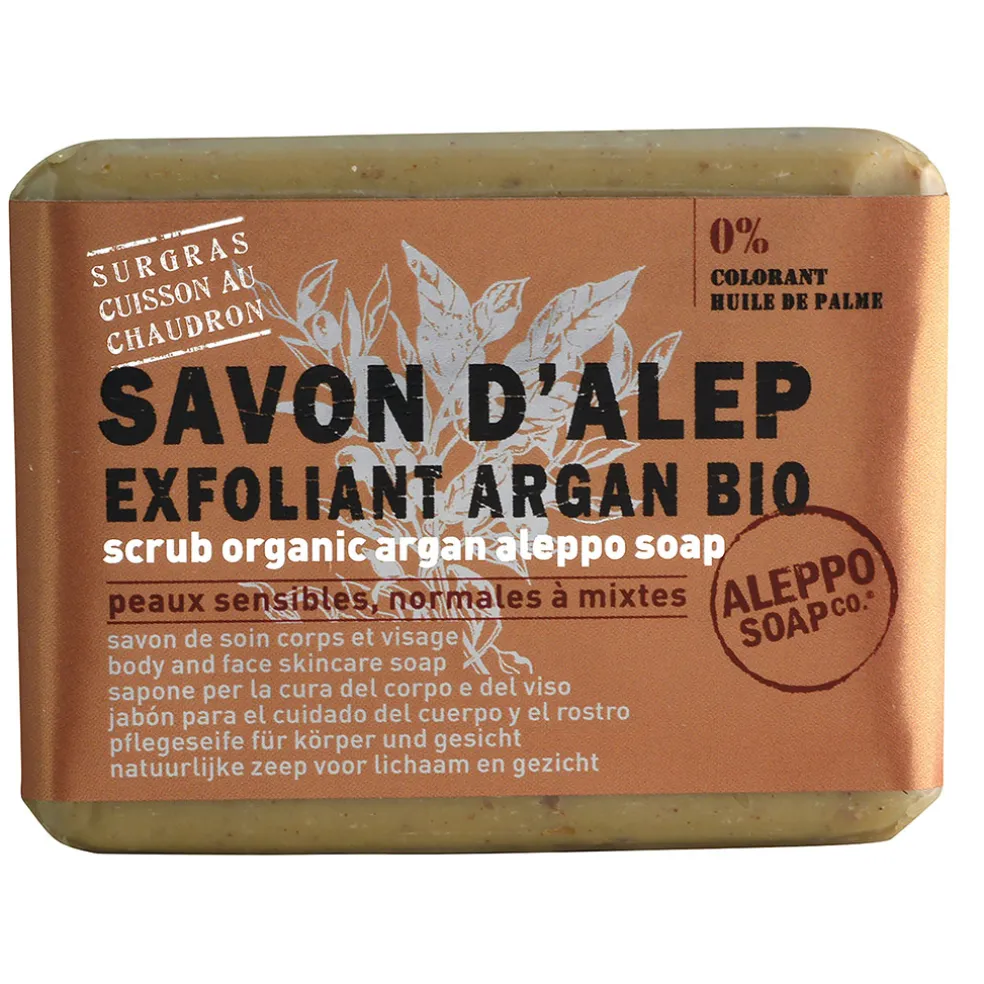 SURGRAS
CUISSON AU
CHAUDRON
0%
COLORANT
HUILE DE PALME
SAVON D'ALEP
EXFOLIANT ARGAN BIO
scrub organic argan aleppo soap
peaux sensibles, normales à mixtes
savon de soin corps et visage
body and face skincare soap
sapone per la cura del corpo e del viso
jabón para el cuidado del cuerpo y el rostro
pflegeseife für körper und gesicht
natuurlijke zeep voor lichaam en gezicht
ALEPPO
SOAP CO.®